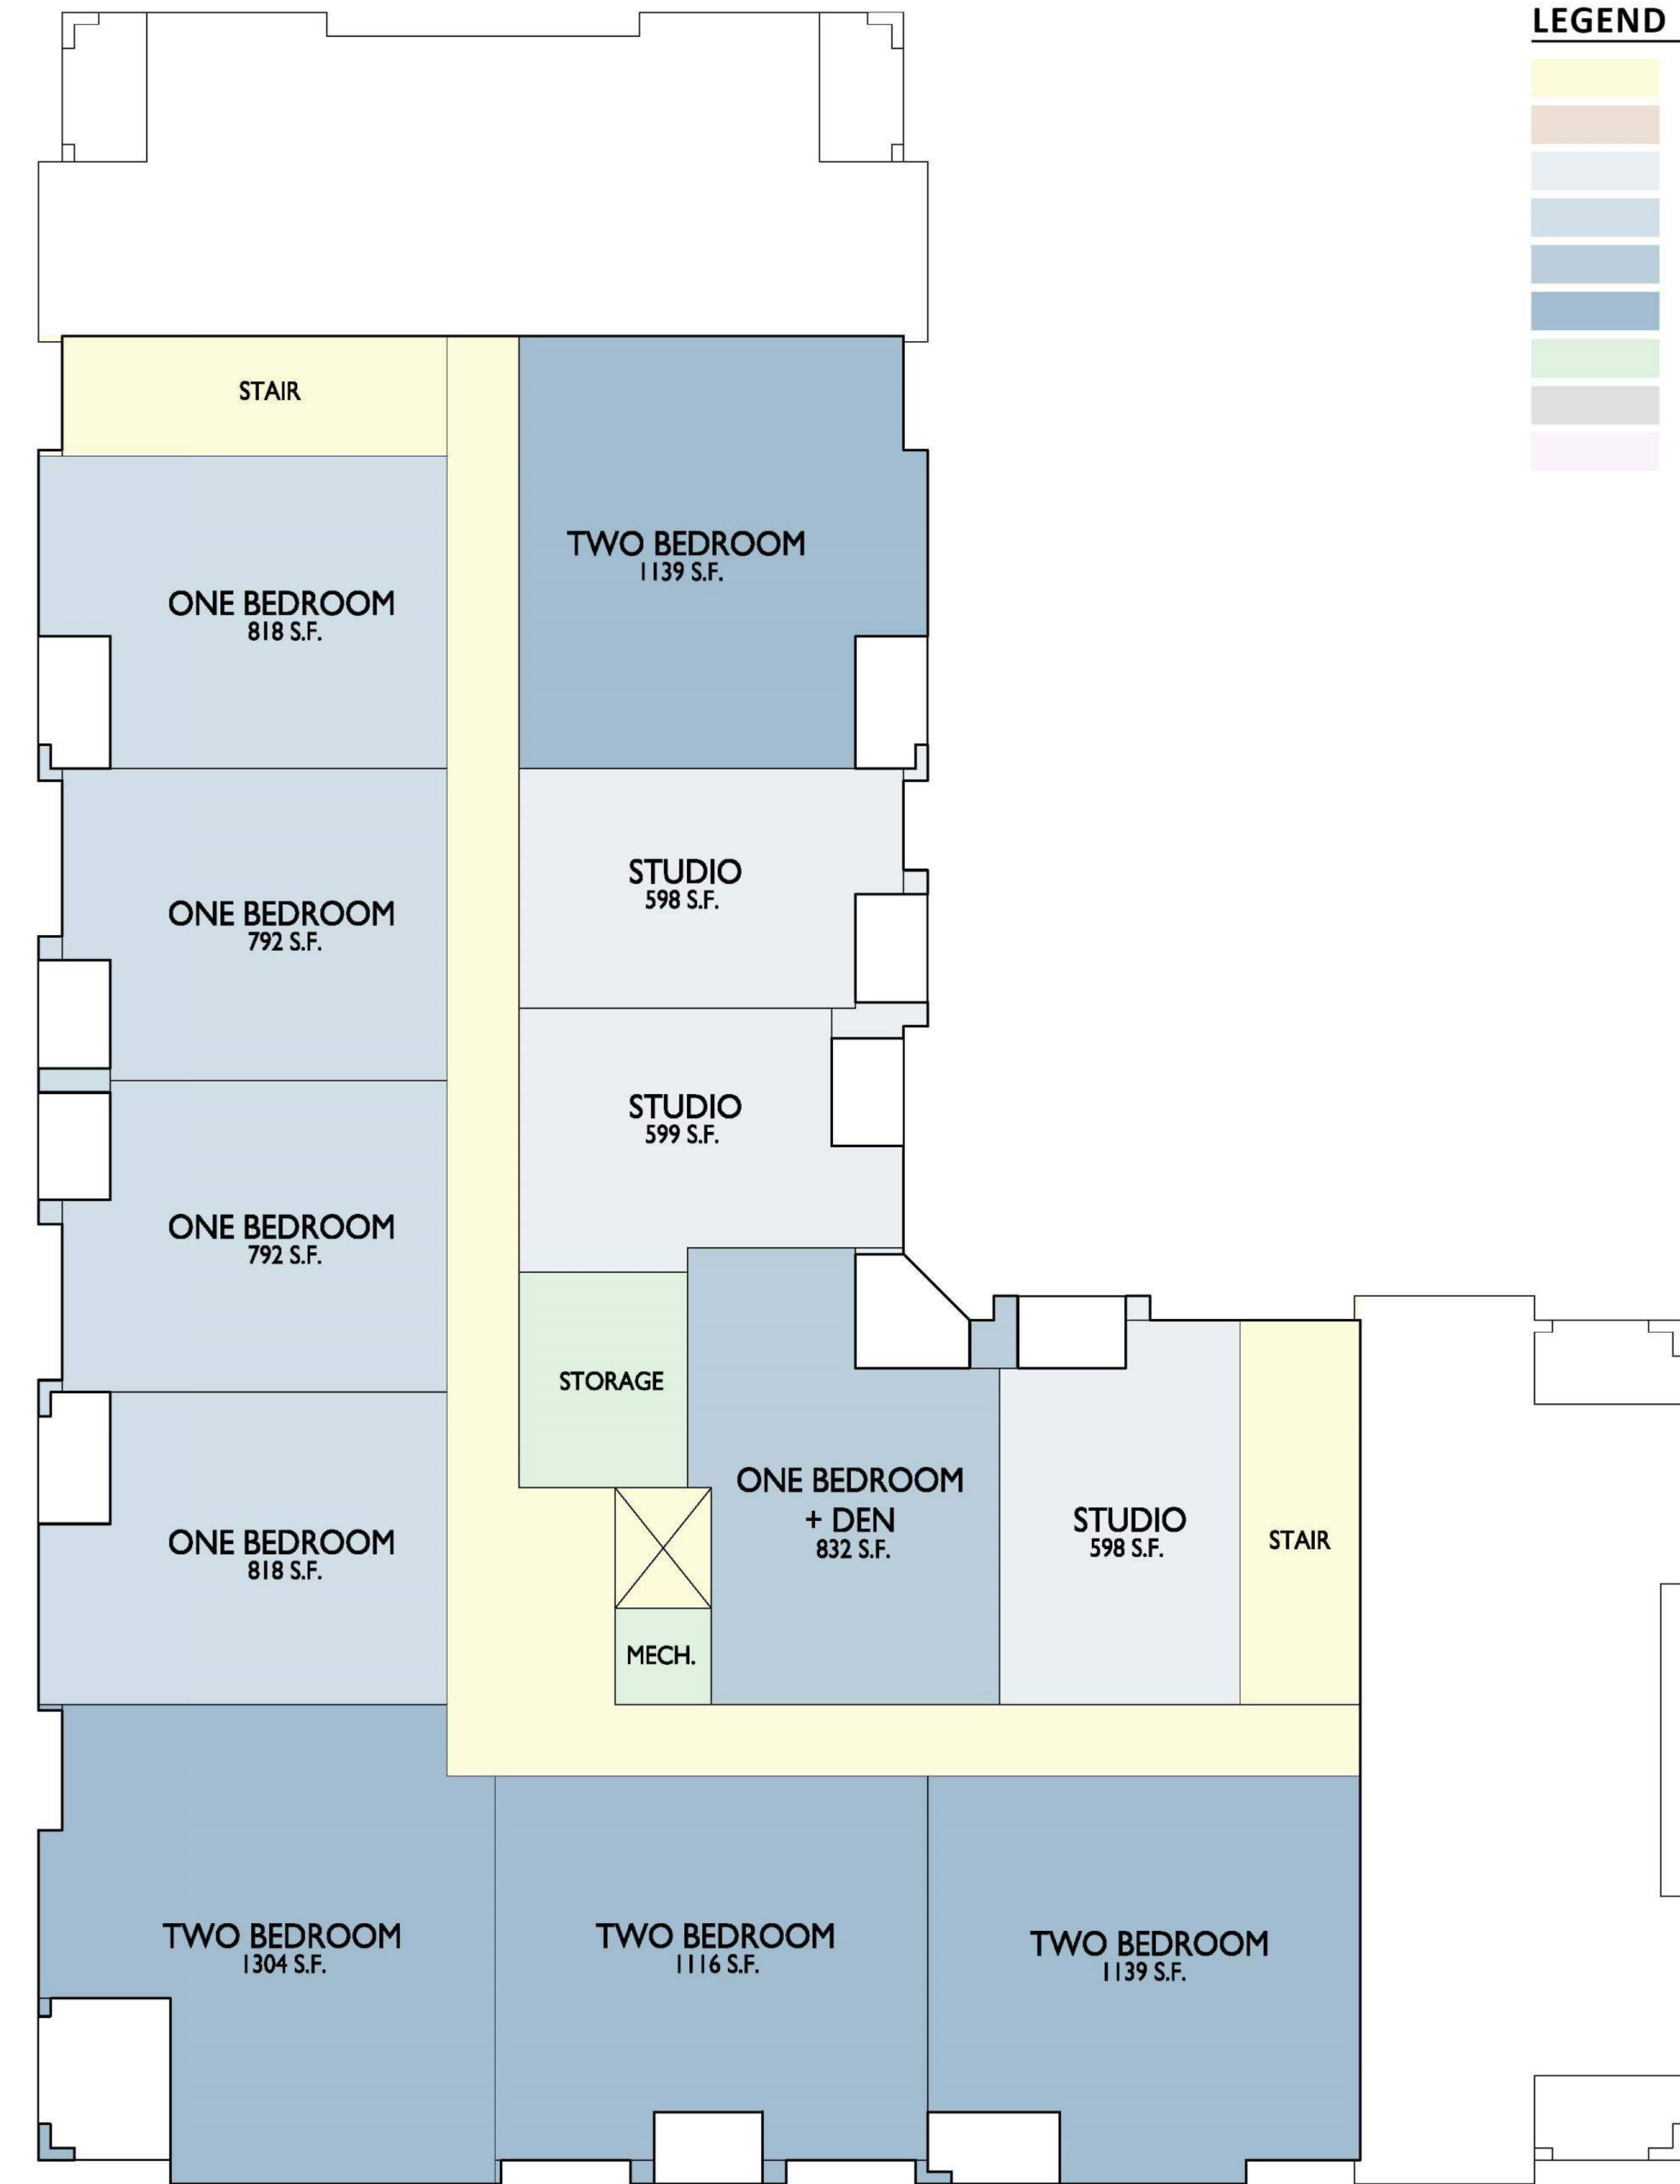 LEGEND
STAIR
TWO BEDROOM
1139 S.F.
ONE BEDROOM
818 S.F.
STUDIO
598 S.F.
ONE BEDROOM
792 S.F.
STUDIO
599 S.F.
ONE BEDROOM
792 S.F.
STORAGE
ONE BEDROOM
+ DEN
832 S.F.
STUDIO
598 S.F.
STAIR
ONE BEDROOM
818 S.F.
MECH.
TWO BEDROOM
1304 S.F.
TWO BEDROOM
1116 S.F.
TWO BEDROOM
1139 S.F.